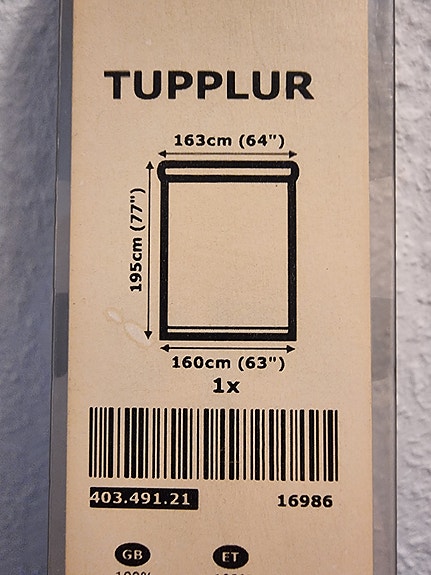 TUPPLUR
163cm (64")
195cm (77")
160cm (63")
1x
403.491.21 16986
GB ET